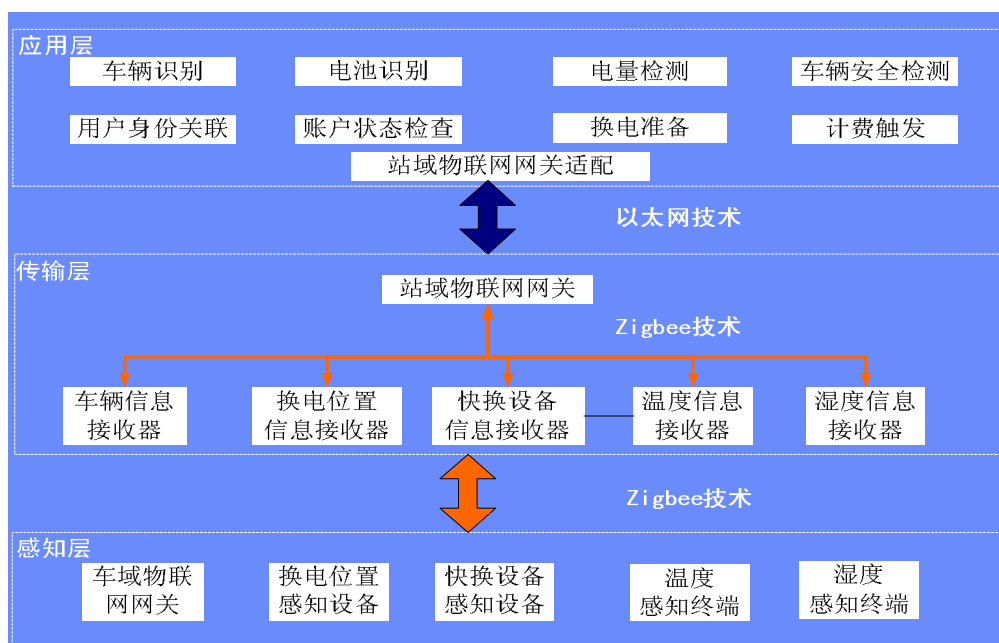 应用层
车辆识别
电池识别
电量检测
车辆安全检测
用户身份关联
账户状态检查
换电准备
计费触发
站域物联网网关适配
以太网技术
传输层
站域物联网网关
Zigbee技术
车辆信息
接收器
换电位置
信息接收器
快换设备
信息接收器
温度信息
接收器
湿度信息
接收器
Zigbee技术
感知层
车域物联
网网关
换电位置
感知设备
快换设备
感知设备
温度
感知终端
湿度
感知终端